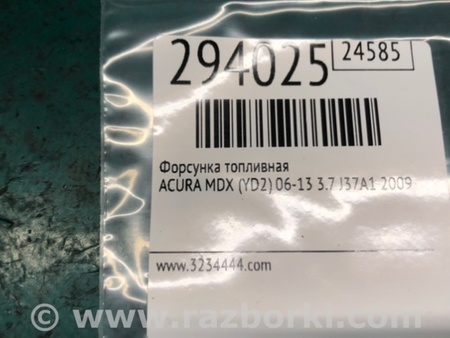 294025 24585
Форсунка топливная
ACURA MDX (YD2) 06-13 3.7 J37A1 2009
www.3234444.com
© www.razborki.com